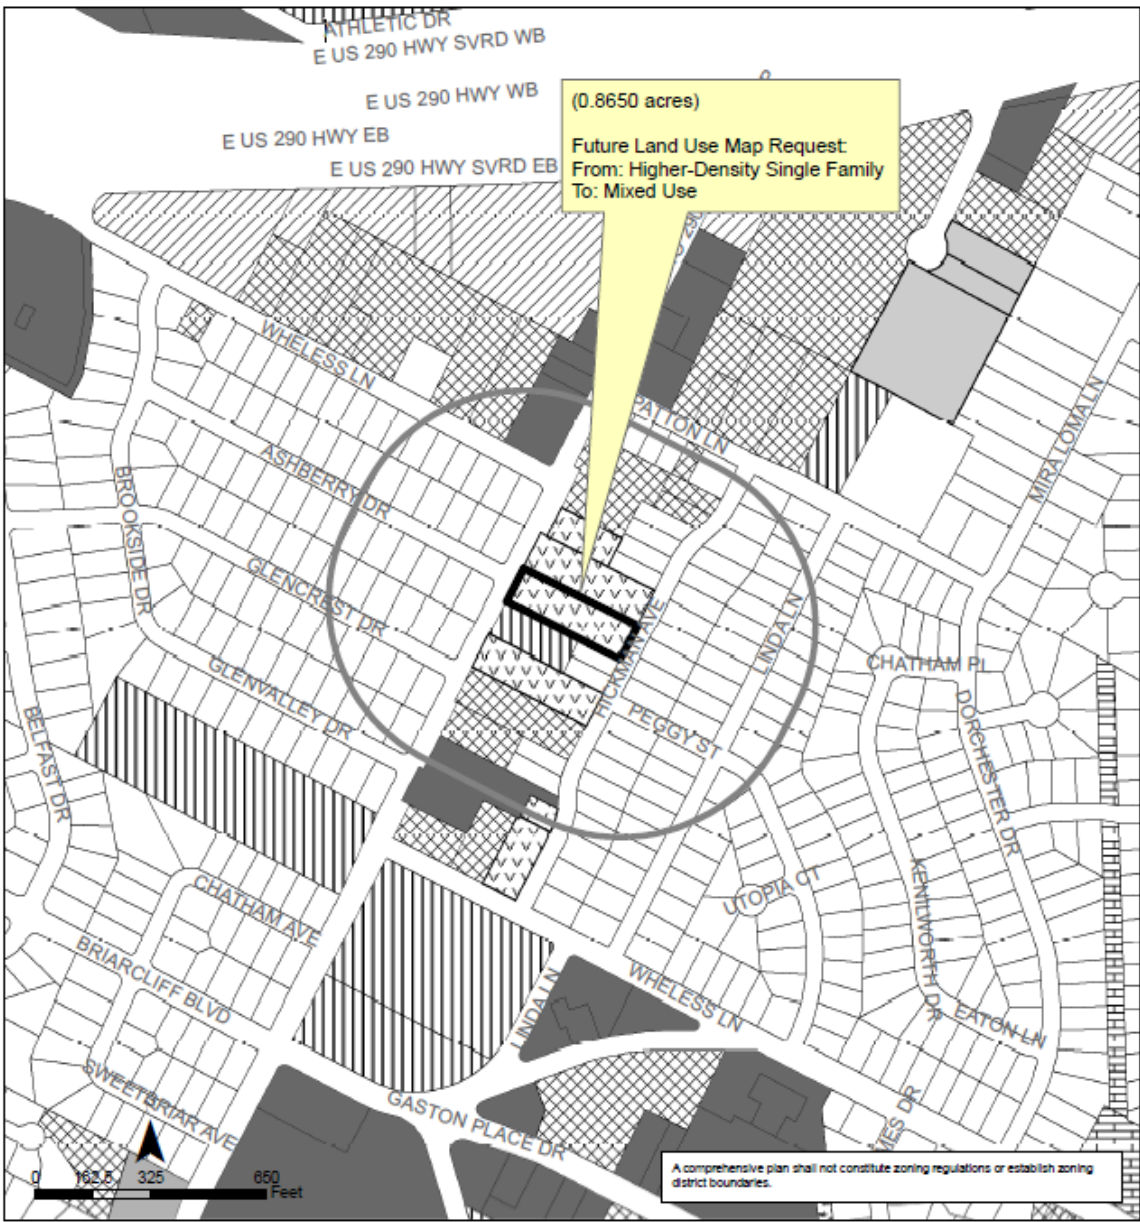 ATHLETIC DR
E US 290 HWY SVRD WB
E US 290 HWY WB
E US 290 HWY EB
E US 290 HWY SVRD EB
(0.8650 acres)
Future Land Use Map Request:
From: Higher-Density Single Family
To: Mixed Use
WHELESS LN
PATTON LN
MIRA LOMA LN
ASHBERRY DR
BROOKSIDE DR
GLENCREST DR
HICKMAN AVE
LINDA LN
CHATHAM PL
GLENVALLEY DR
PEGGY ST
DORCHESTER DR
BELFAST DR
CHATHAM AVE
UTOPIA CT
KENILWORTH DR
BRIARCLIFF BLVD
LINDA LN
WHELESS LN
EATON LN
SWEETBRIAR AVE
GASTON PLACE DR
MES DR
0 162.5 325 650
Feet
A comprehensive plan shall not constitute zoning regulations or establish zoning
district boundaries.